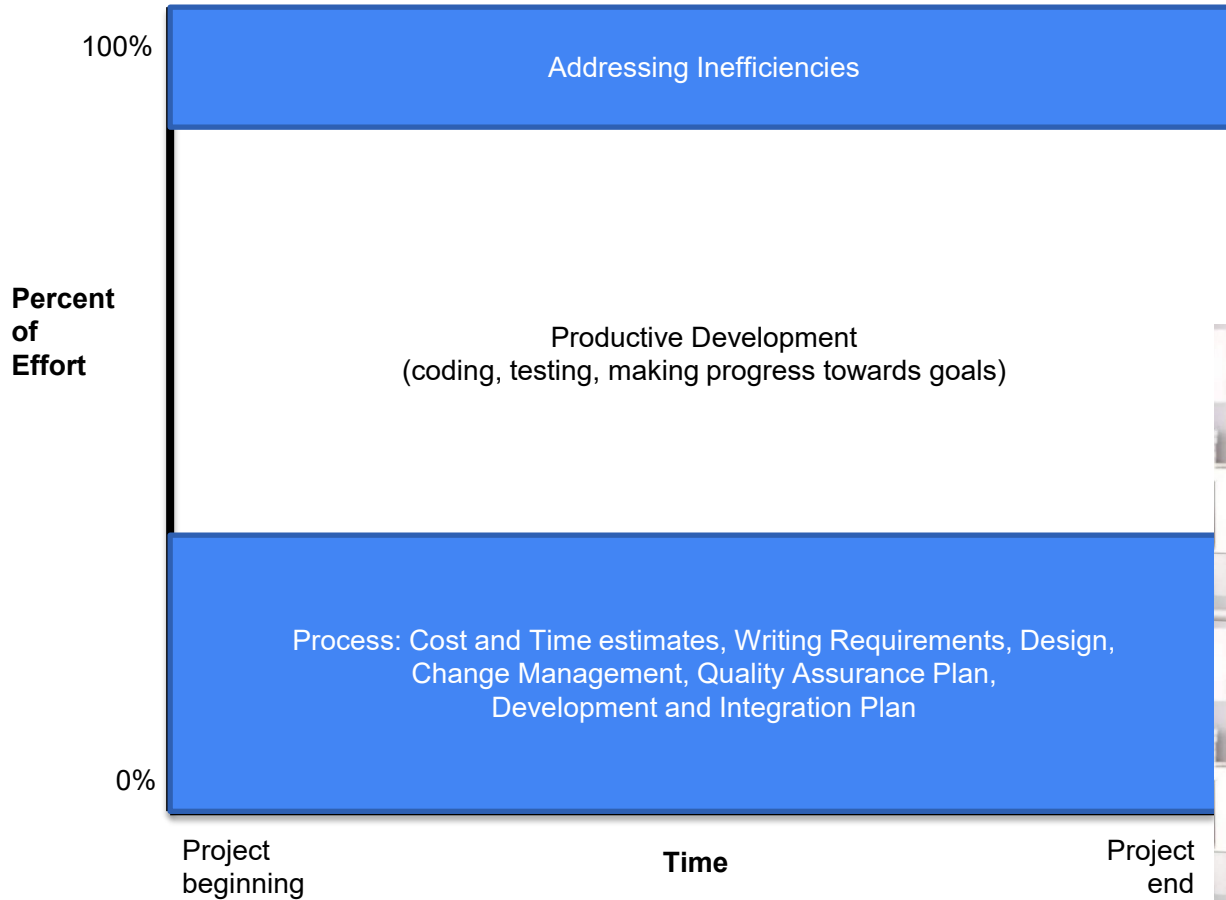 100%
Addressing Inefficiencies
Percent
of
Effort
Productive Development
(coding, testing, making progress towards goals)
Process: Cost and Time estimates, Writing Requirements, Design,
Change Management, Quality Assurance Plan,
Development and Integration Plan
0%
Project
beginning
Time
Project
end